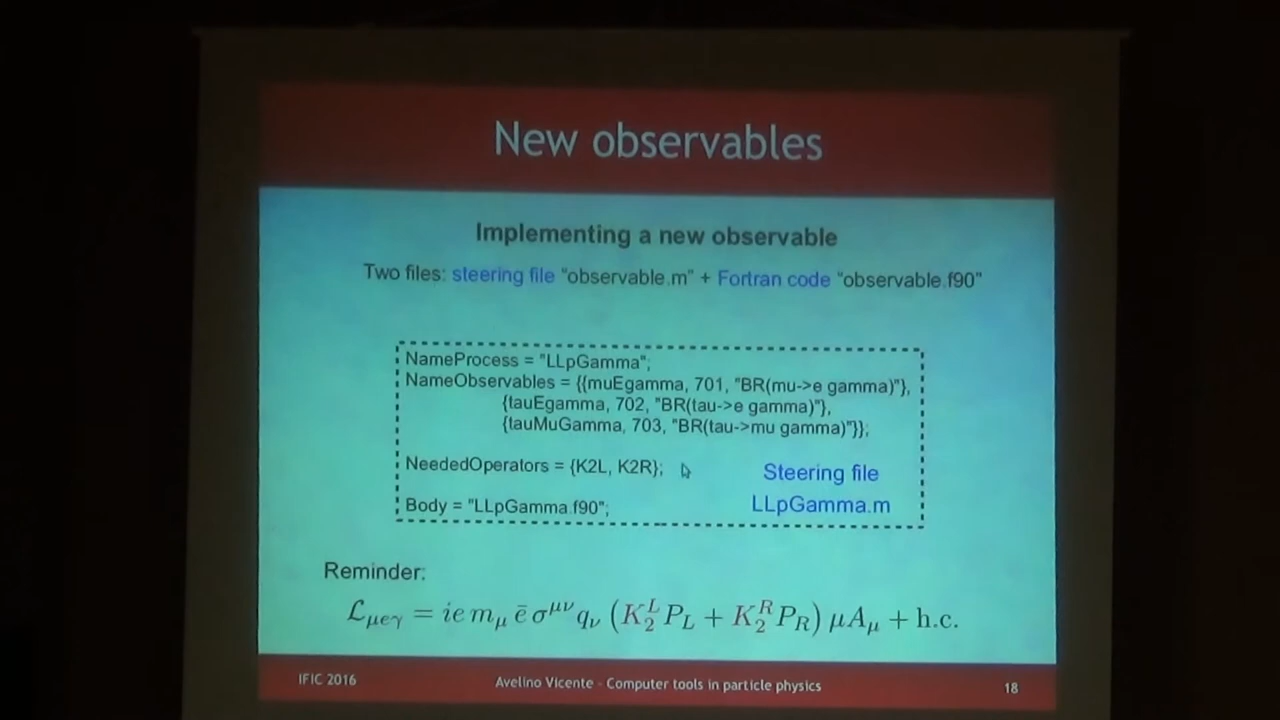 New observables
Implementing a new observable
Two files: steering file "observable.m" + Fortran code "observable.f90"
NameProcess = "LLpGamma";
NameObservables = {{muEgamma, 701, "BR(mu->e gamma)"},
{tauEgamma, 702, "BR(tau->e gamma)"},
{tauMuGamma, 703, "BR(tau->mu gamma)"}};
NeededOperators = {K2L, K2R};
Steering file
Body = "LLpGamma.f90";
LLpGamma.m
Reminder:
ℒ_{μeγ} = ie m_μ ē σ^{μν} q_ν (K_2^L P_L + K_2^R P_R) μA_μ + h.c.
IFIC 2016
Avelino Vicente - Computer tools in particle physics
18